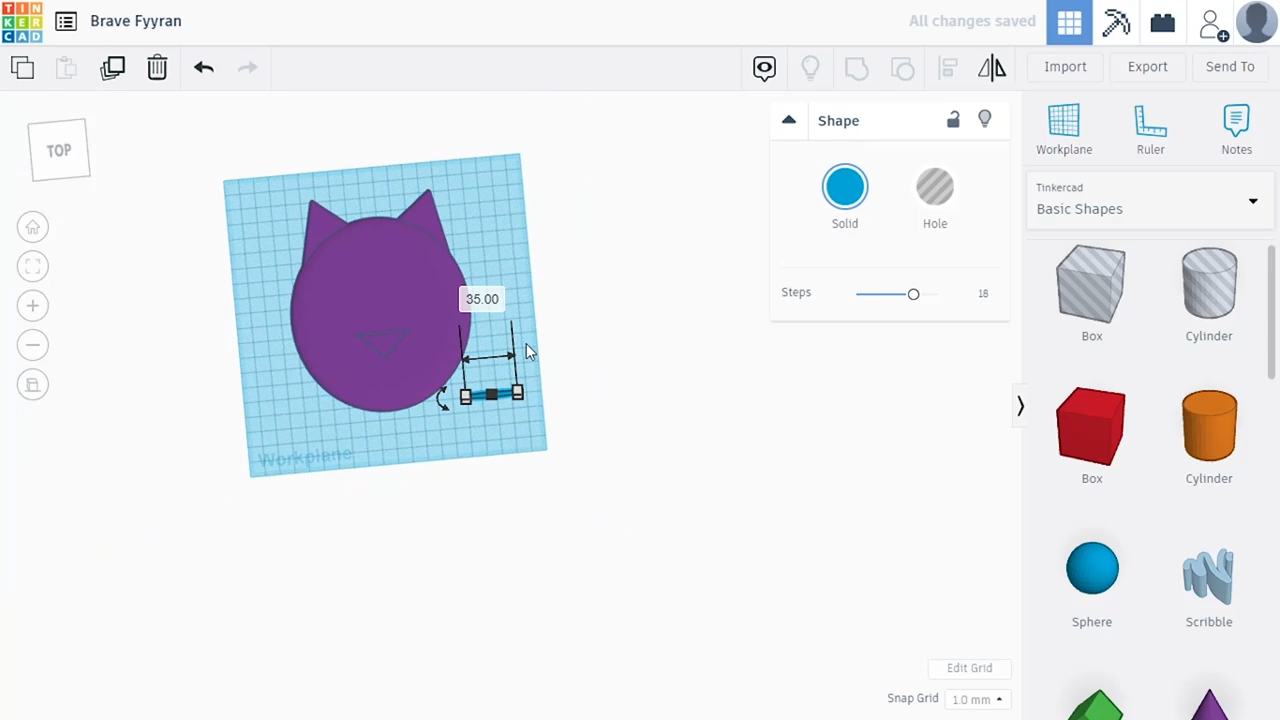 TIN
KER
CAD
Brave Fyyran
All changes saved
Import
Export
Send To
TOP
Shape
Solid
Hole
Steps
18
35.00
Workplane
Workplane
Ruler
Notes
Tinkercad
Basic Shapes
Box
Cylinder
Box
Cylinder
Sphere
Scribble
Edit Grid
Snap Grid
1.0 mm